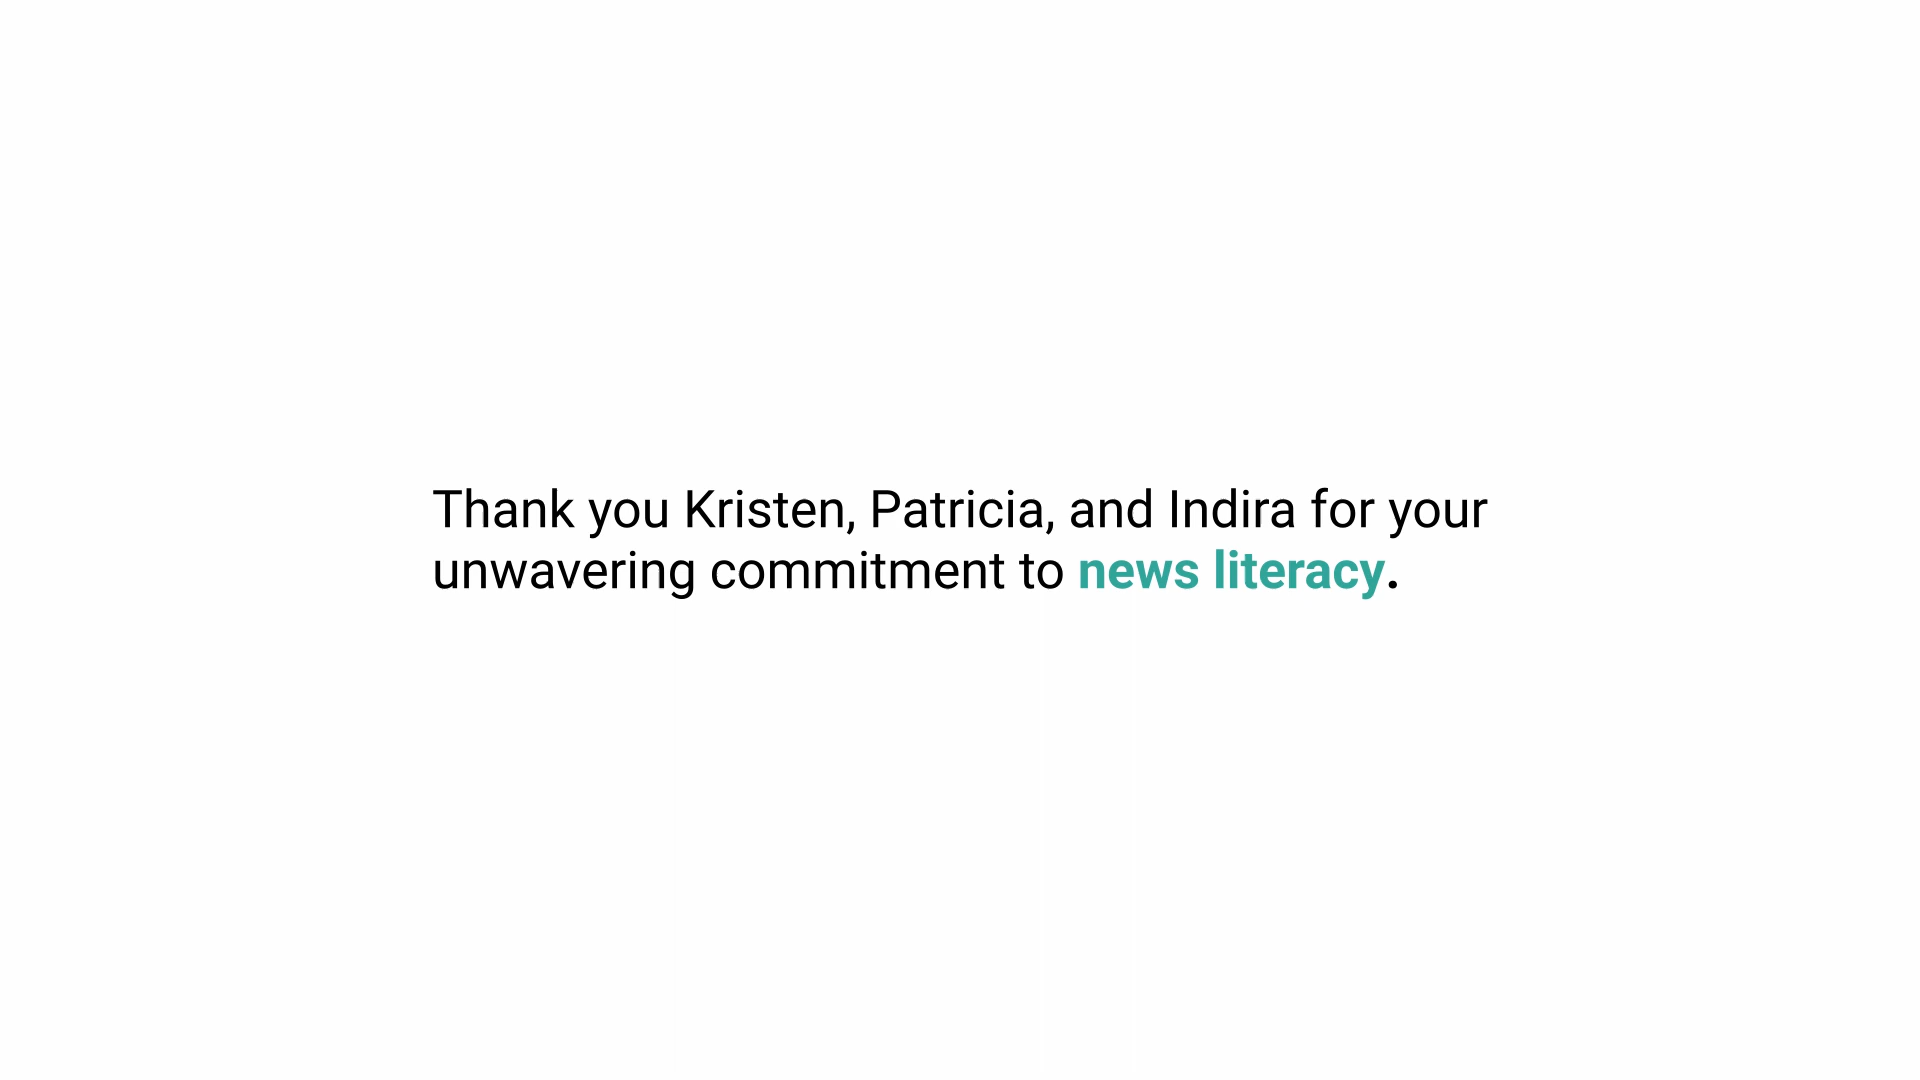 Thank you Kristen, Patricia, and Indira for your
unwavering commitment to news literacy.